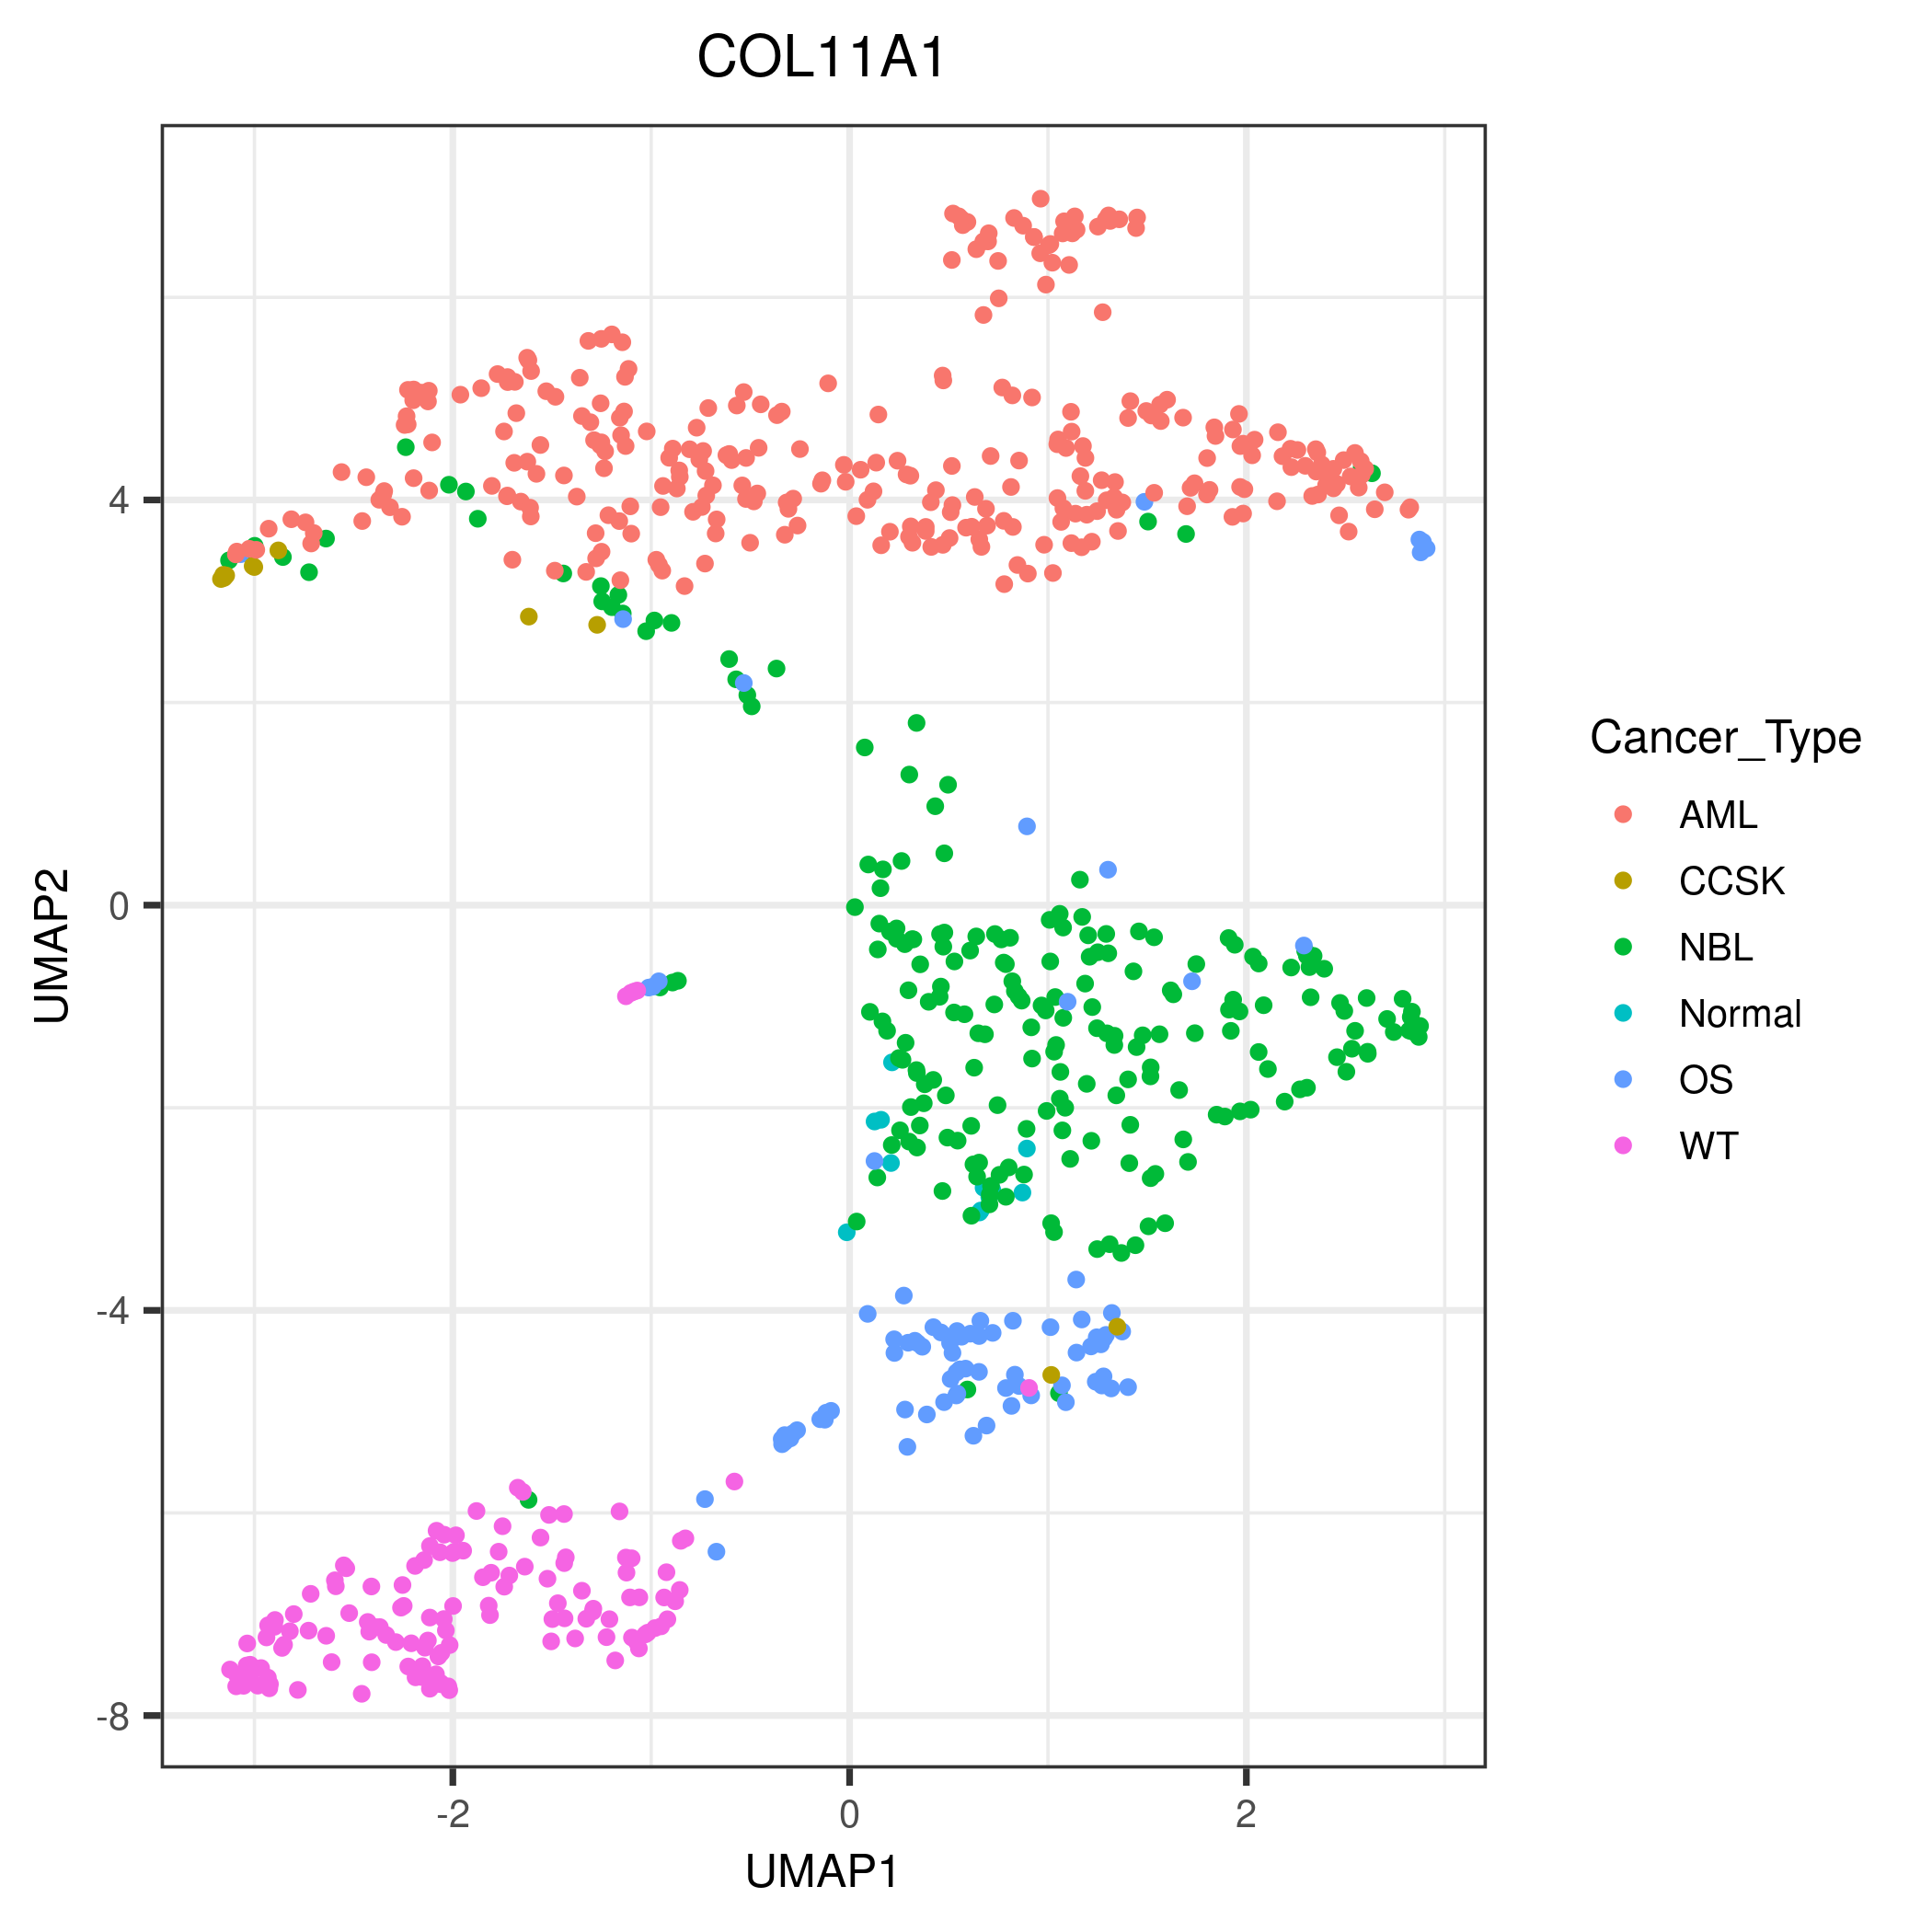 COL11A1
4
0
-4
-8
-2
0
2
UMAP1
UMAP2
Cancer_Type
AML
CCSK
NBL
Normal
OS
WT